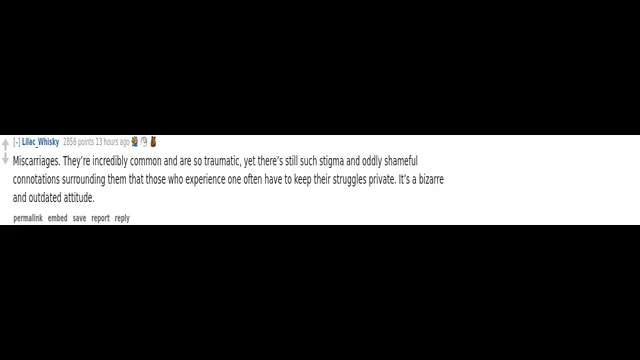 [-] Lilac_Whisky 2856 points 13 hours ago
Miscarriages. They're incredibly common and are so traumatic, yet there's still such stigma and oddly shameful
connotations surrounding them that those who experience one often have to keep their struggles private. It's a bizarre
and outdated attitude.
permalink embed save report reply